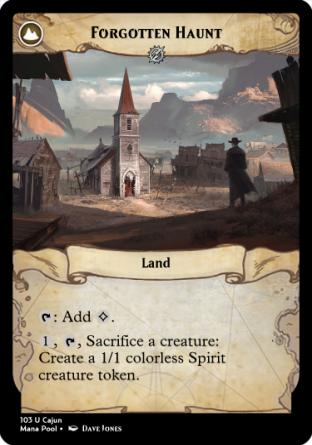 Forgotten Haunt
Land
: Add .
1, , Sacrifice a creature:
Create a 1/1 colorless Spirit
creature token.
103 U Cajun
Mana Pool • Dave Jones